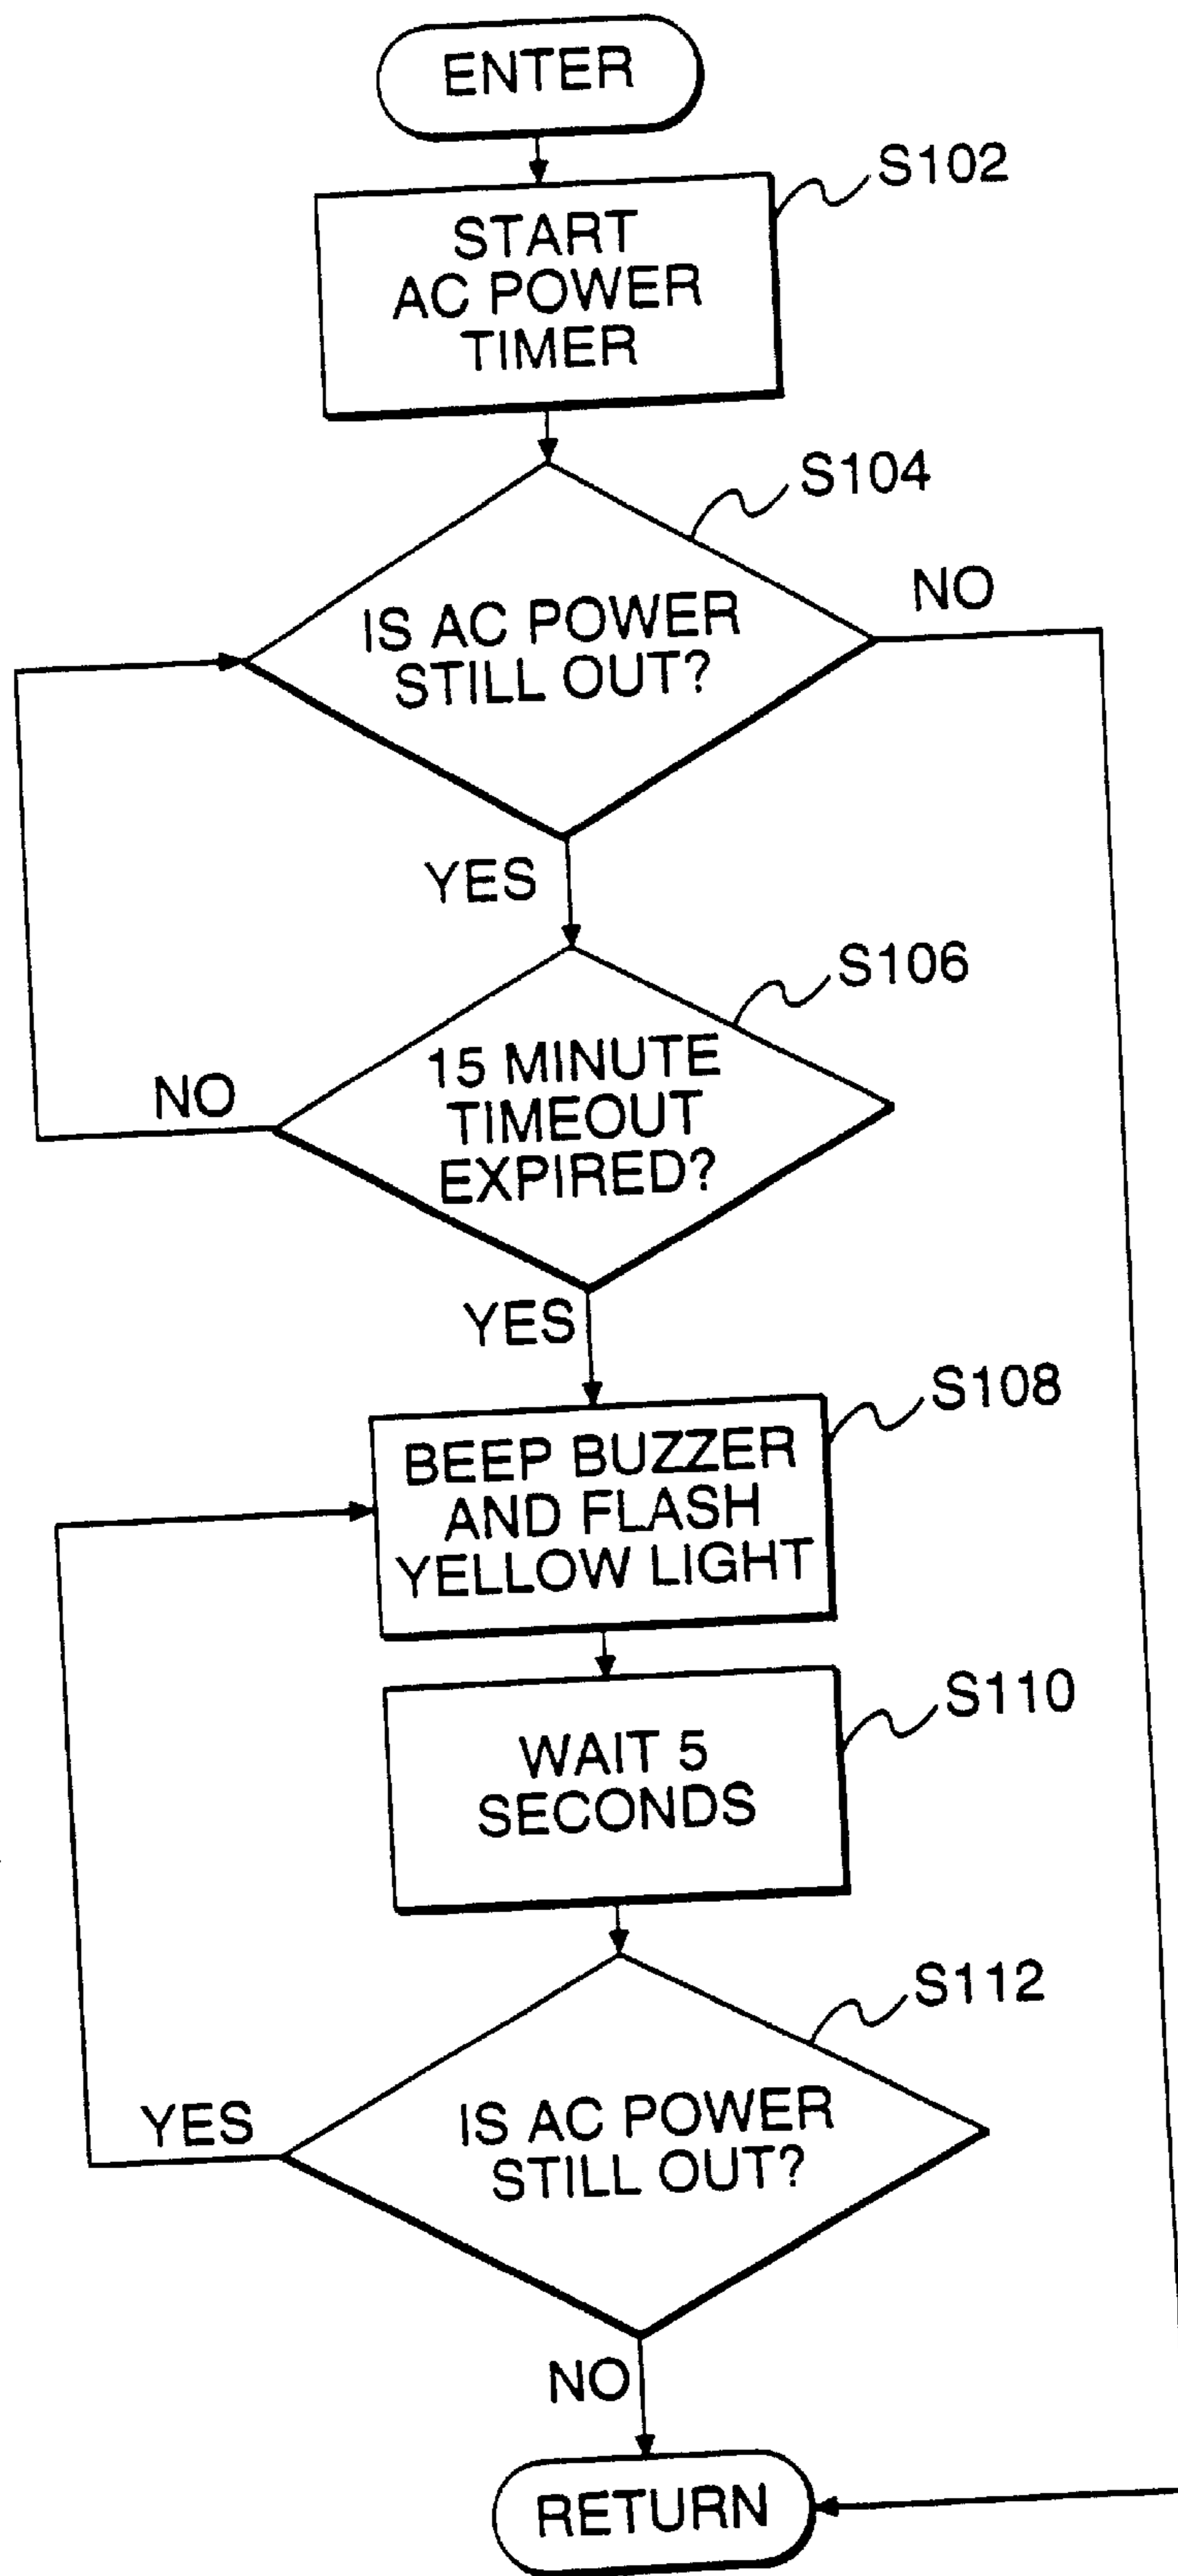 ENTER
S102
START
AC POWER
TIMER
S104
NO
IS AC POWER
STILL OUT?
YES
S106
15 MINUTE
TIMEOUT
EXPIRED?
NO
YES
S108
BEEP BUZZER
AND FLASH
YELLOW LIGHT
S110
WAIT 5
SECONDS
S112
IS AC POWER
STILL OUT?
YES
NO
RETURN